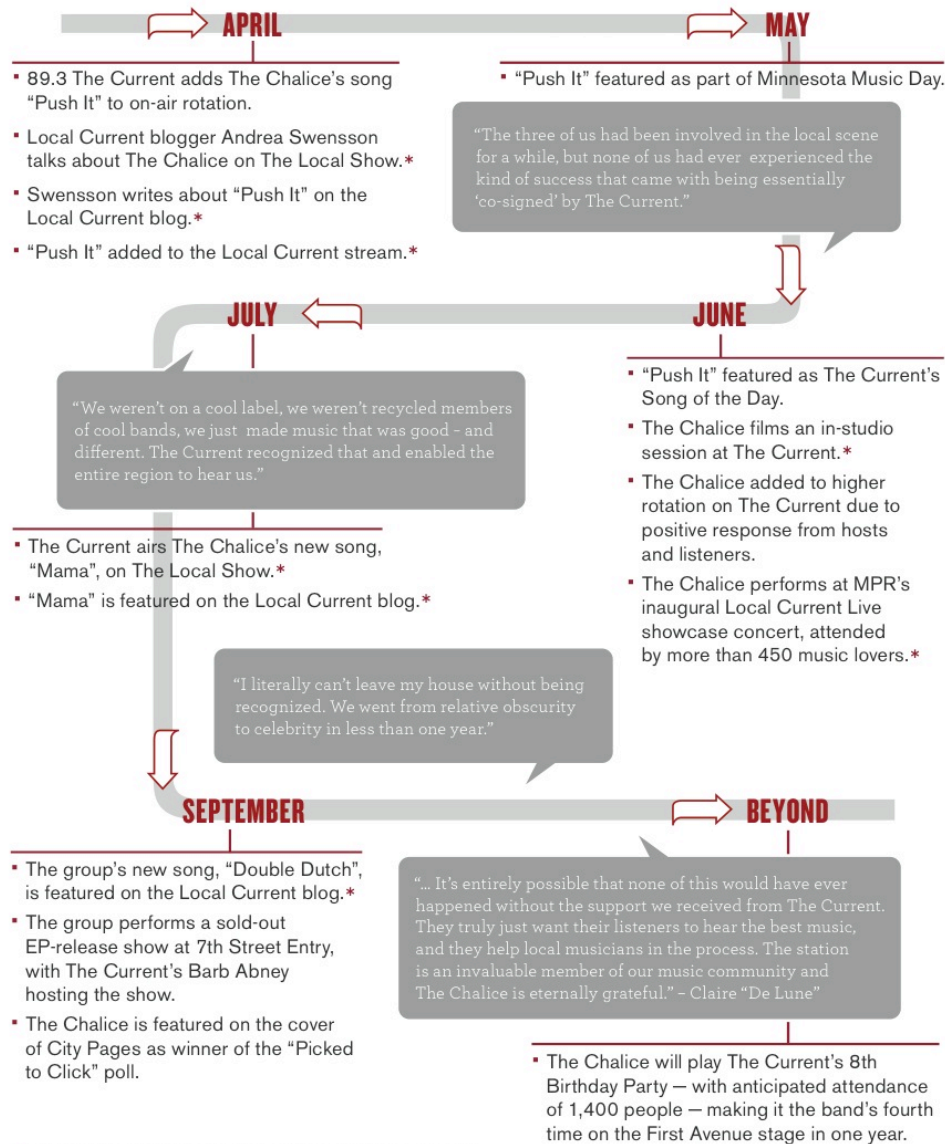 APRIL
▪ 89.3 The Current adds The Chalice’s song
“Push It” to on-air rotation.
▪ Local Current blogger Andrea Swensson
talks about The Chalice on The Local Show.*
▪ Swensson writes about “Push It” on the
Local Current blog.*
▪ “Push It” added to the Local Current stream.*
MAY
▪ “Push It” featured as part of Minnesota Music Day.
“The three of us had been involved in the local scene
for a while, but none of us had ever experienced the
kind of success that came with being essentially
‘co-signed’ by The Current.”
JUNE
▪ “Push It” featured as The Current’s
Song of the Day.
▪ The Chalice films an in-studio
session at The Current.*
▪ The Chalice added to higher
rotation on The Current due to
positive response from hosts
and listeners.
▪ The Chalice performs at MPR’s
inaugural Local Current Live
showcase concert, attended
by more than 450 music lovers.*
JULY
“We weren’t on a cool label, we weren’t recycled members
of cool bands, we just made music that was good – and
different. The Current recognized that and enabled the
entire region to hear us.”
▪ The Current airs The Chalice’s new song,
“Mama”, on The Local Show.*
▪ “Mama” is featured on the Local Current blog.*
“I literally can’t leave my house without being
recognized. We went from relative obscurity
to celebrity in less than one year.”
SEPTEMBER
▪ The group’s new song, “Double Dutch”,
is featured on the Local Current blog.*
▪ The group performs a sold-out
EP-release show at 7th Street Entry,
with The Current’s Barb Abney
hosting the show.
▪ The Chalice is featured on the cover
of City Pages as winner of the “Picked
to Click” poll.
BEYOND
“... It’s entirely possible that none of this would have ever
happened without the support we received from The Current.
They truly just want their listeners to hear the best music,
and they help local musicians in the process. The station
is an invaluable member of our music community and
The Chalice is eternally grateful.” – Claire “De Lune”
▪ The Chalice will play The Current’s 8th
Birthday Party — with anticipated attendance
of 1,400 people — making it the band’s fourth
time on the First Avenue stage in one year.